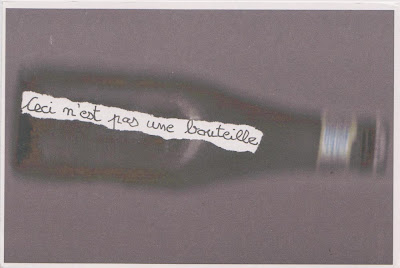 Ceci n'est pas une bouteille